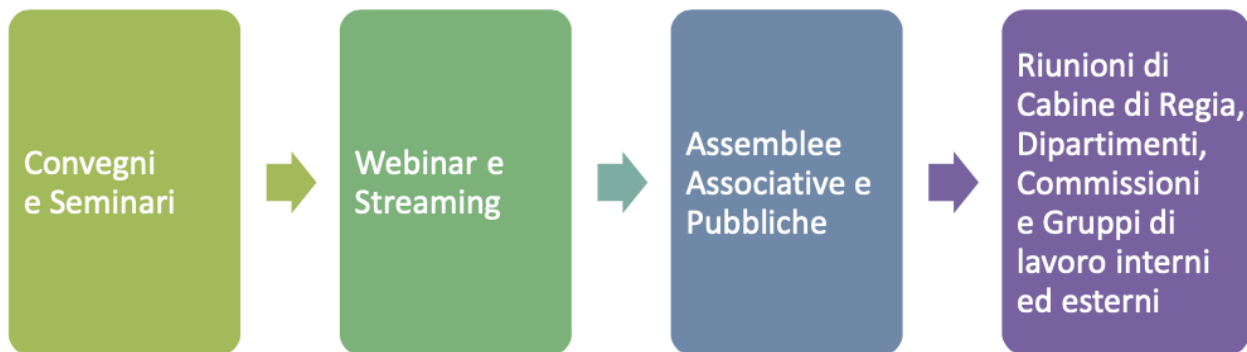 Convegni
e Seminari
Webinar e
Streaming
Assemblee
Associative e
Pubbliche
Riunioni di
Cabine di Regia,
Dipartimenti,
Commissioni
e Gruppi di
lavoro interni
ed esterni